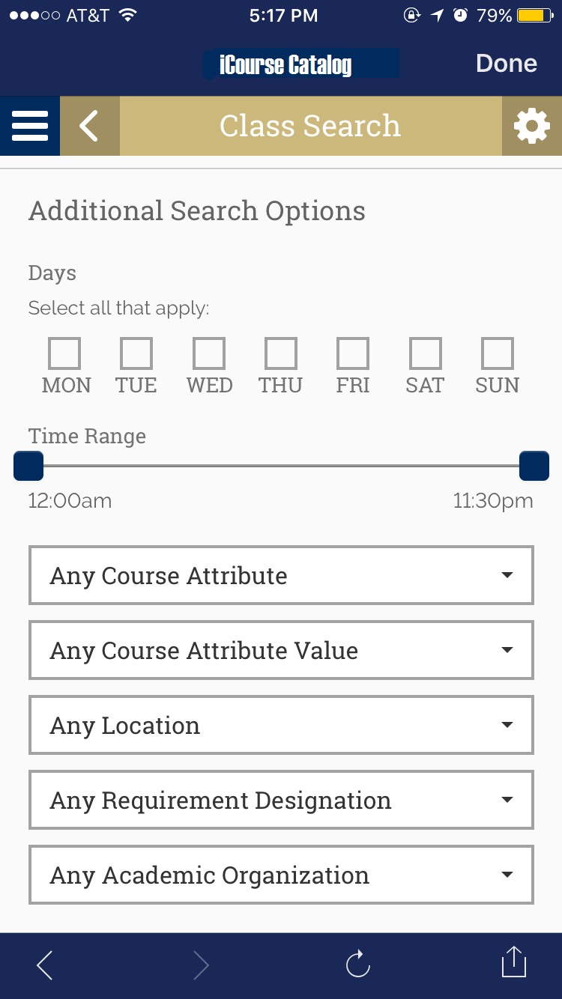 AT&T 5:17 PM 79%
iCourse Catalog Done
Class Search
Additional Search Options
Days
Select all that apply:
MON TUE WED THU FRI SAT SUN
Time Range
12:00am 11:30pm
Any Course Attribute
Any Course Attribute Value
Any Location
Any Requirement Designation
Any Academic Organization